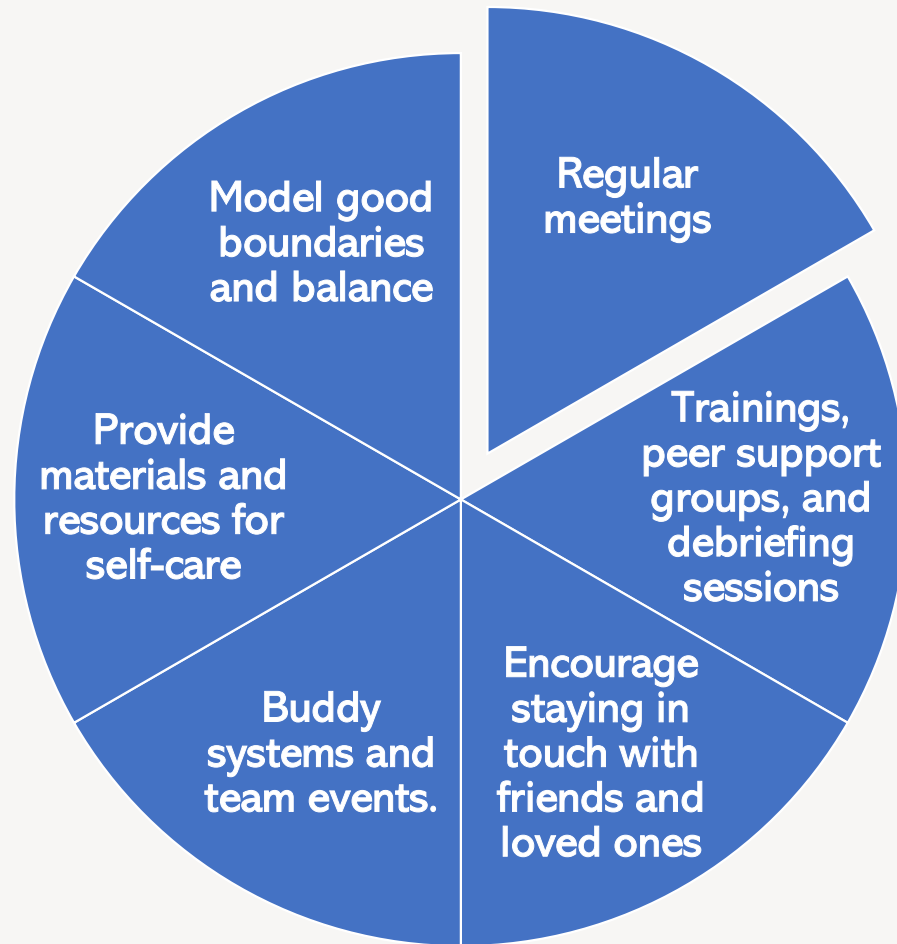 Regular
meetings
Trainings,
peer support
groups, and
debriefing
sessions
Encourage
staying in
touch with
friends and
loved ones
Buddy
systems and
team events.
Provide
materials and
resources for
self-care
Model good
boundaries
and balance